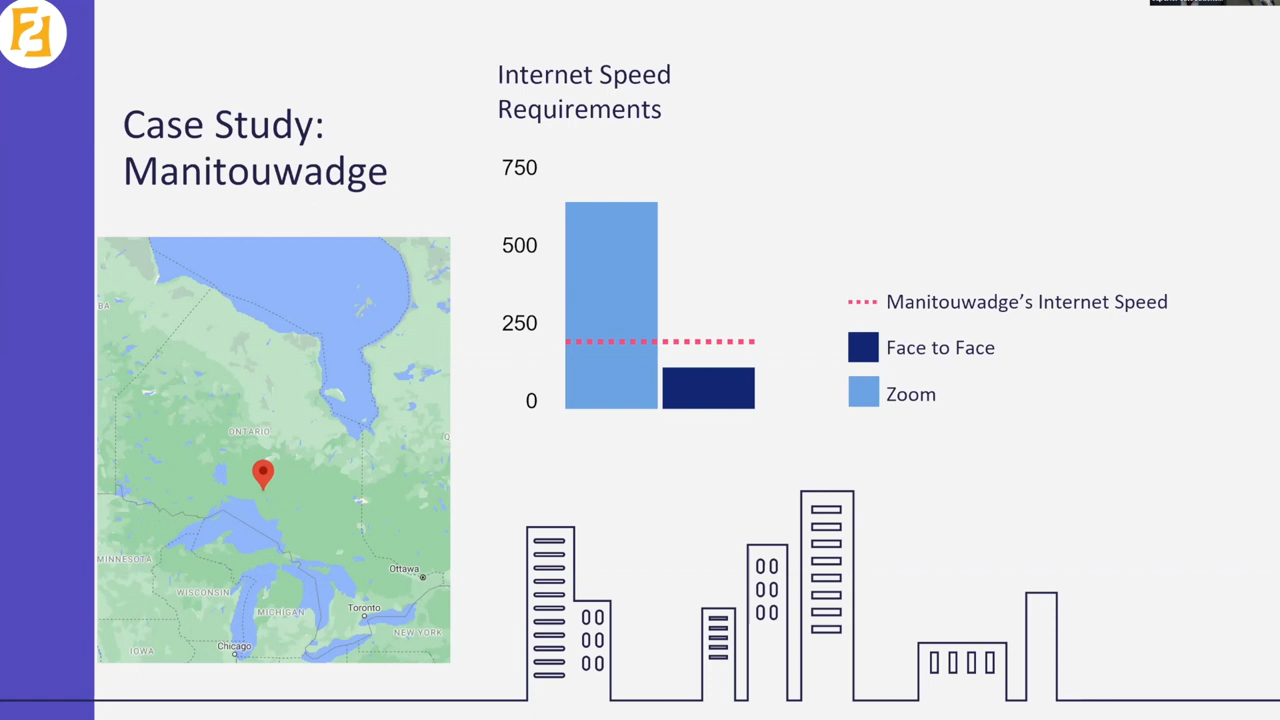 Case Study:
Manitouwadge
Internet Speed
Requirements
750
500
250
0
Manitouwadge's Internet Speed
Face to Face
Zoom
BA
ONTARIO
Q
MINNESOTA
WISCONSIN
MICHIGAN
IOWA
Chicago
Toronto
Ottawa
NEW YORK